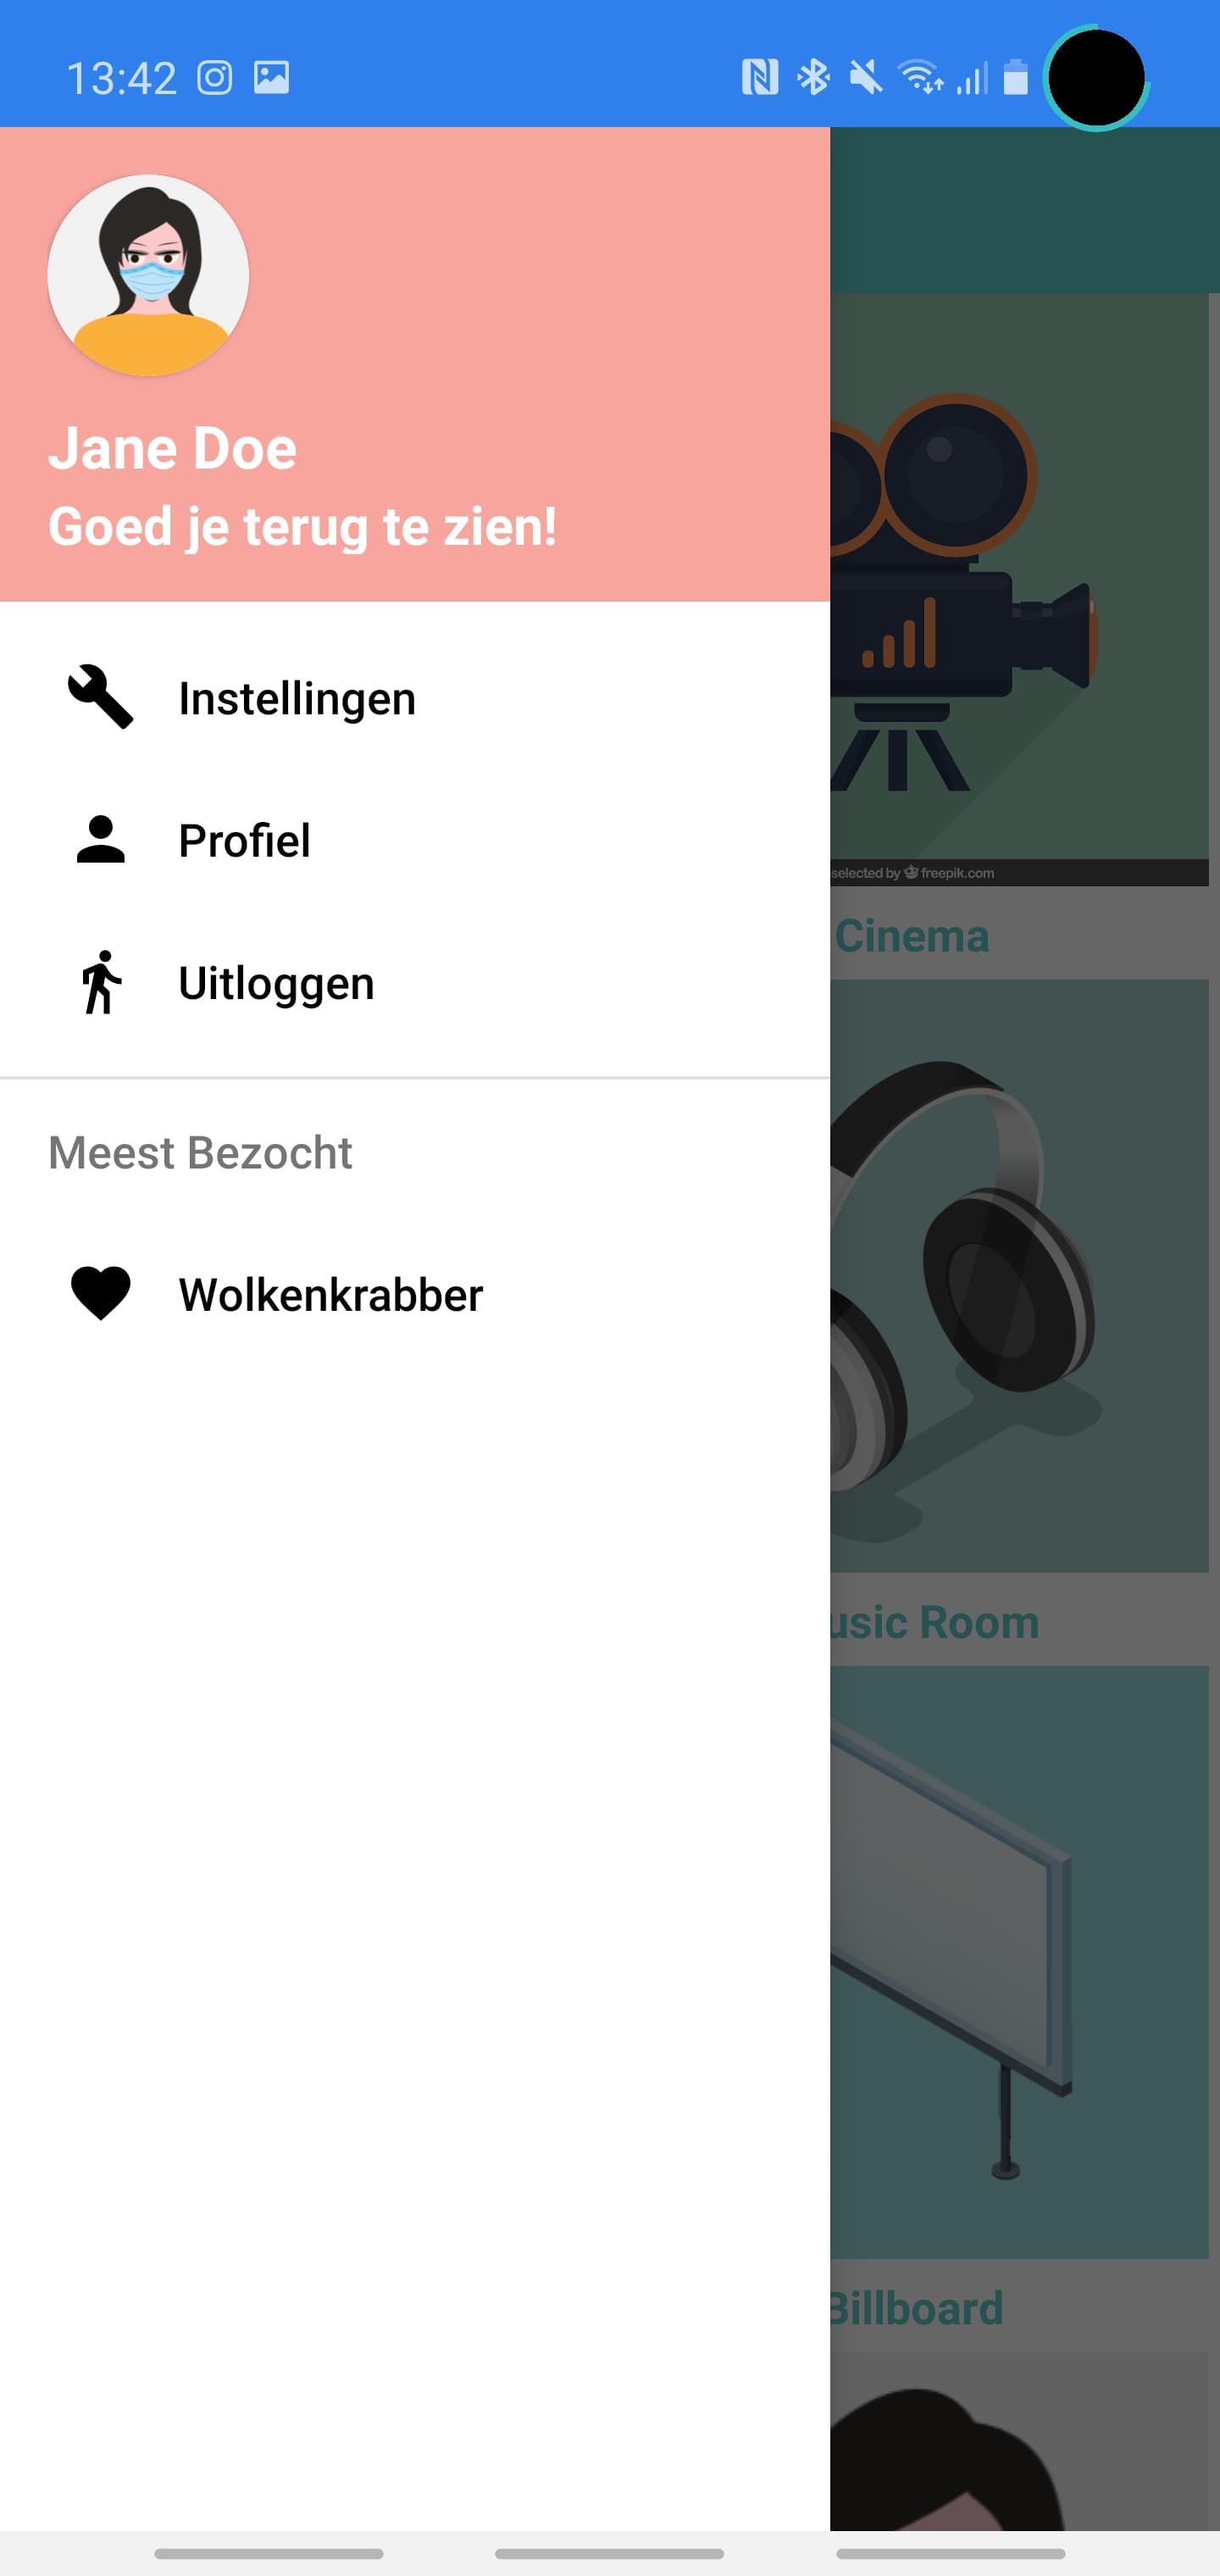 13:42
Jane Doe
Goed je terug te zien!
Instellingen
Profiel
Uitloggen
Meest Bezocht
Wolkenkrabber
selected by freepik.com
Cinema
usic Room
Billboard